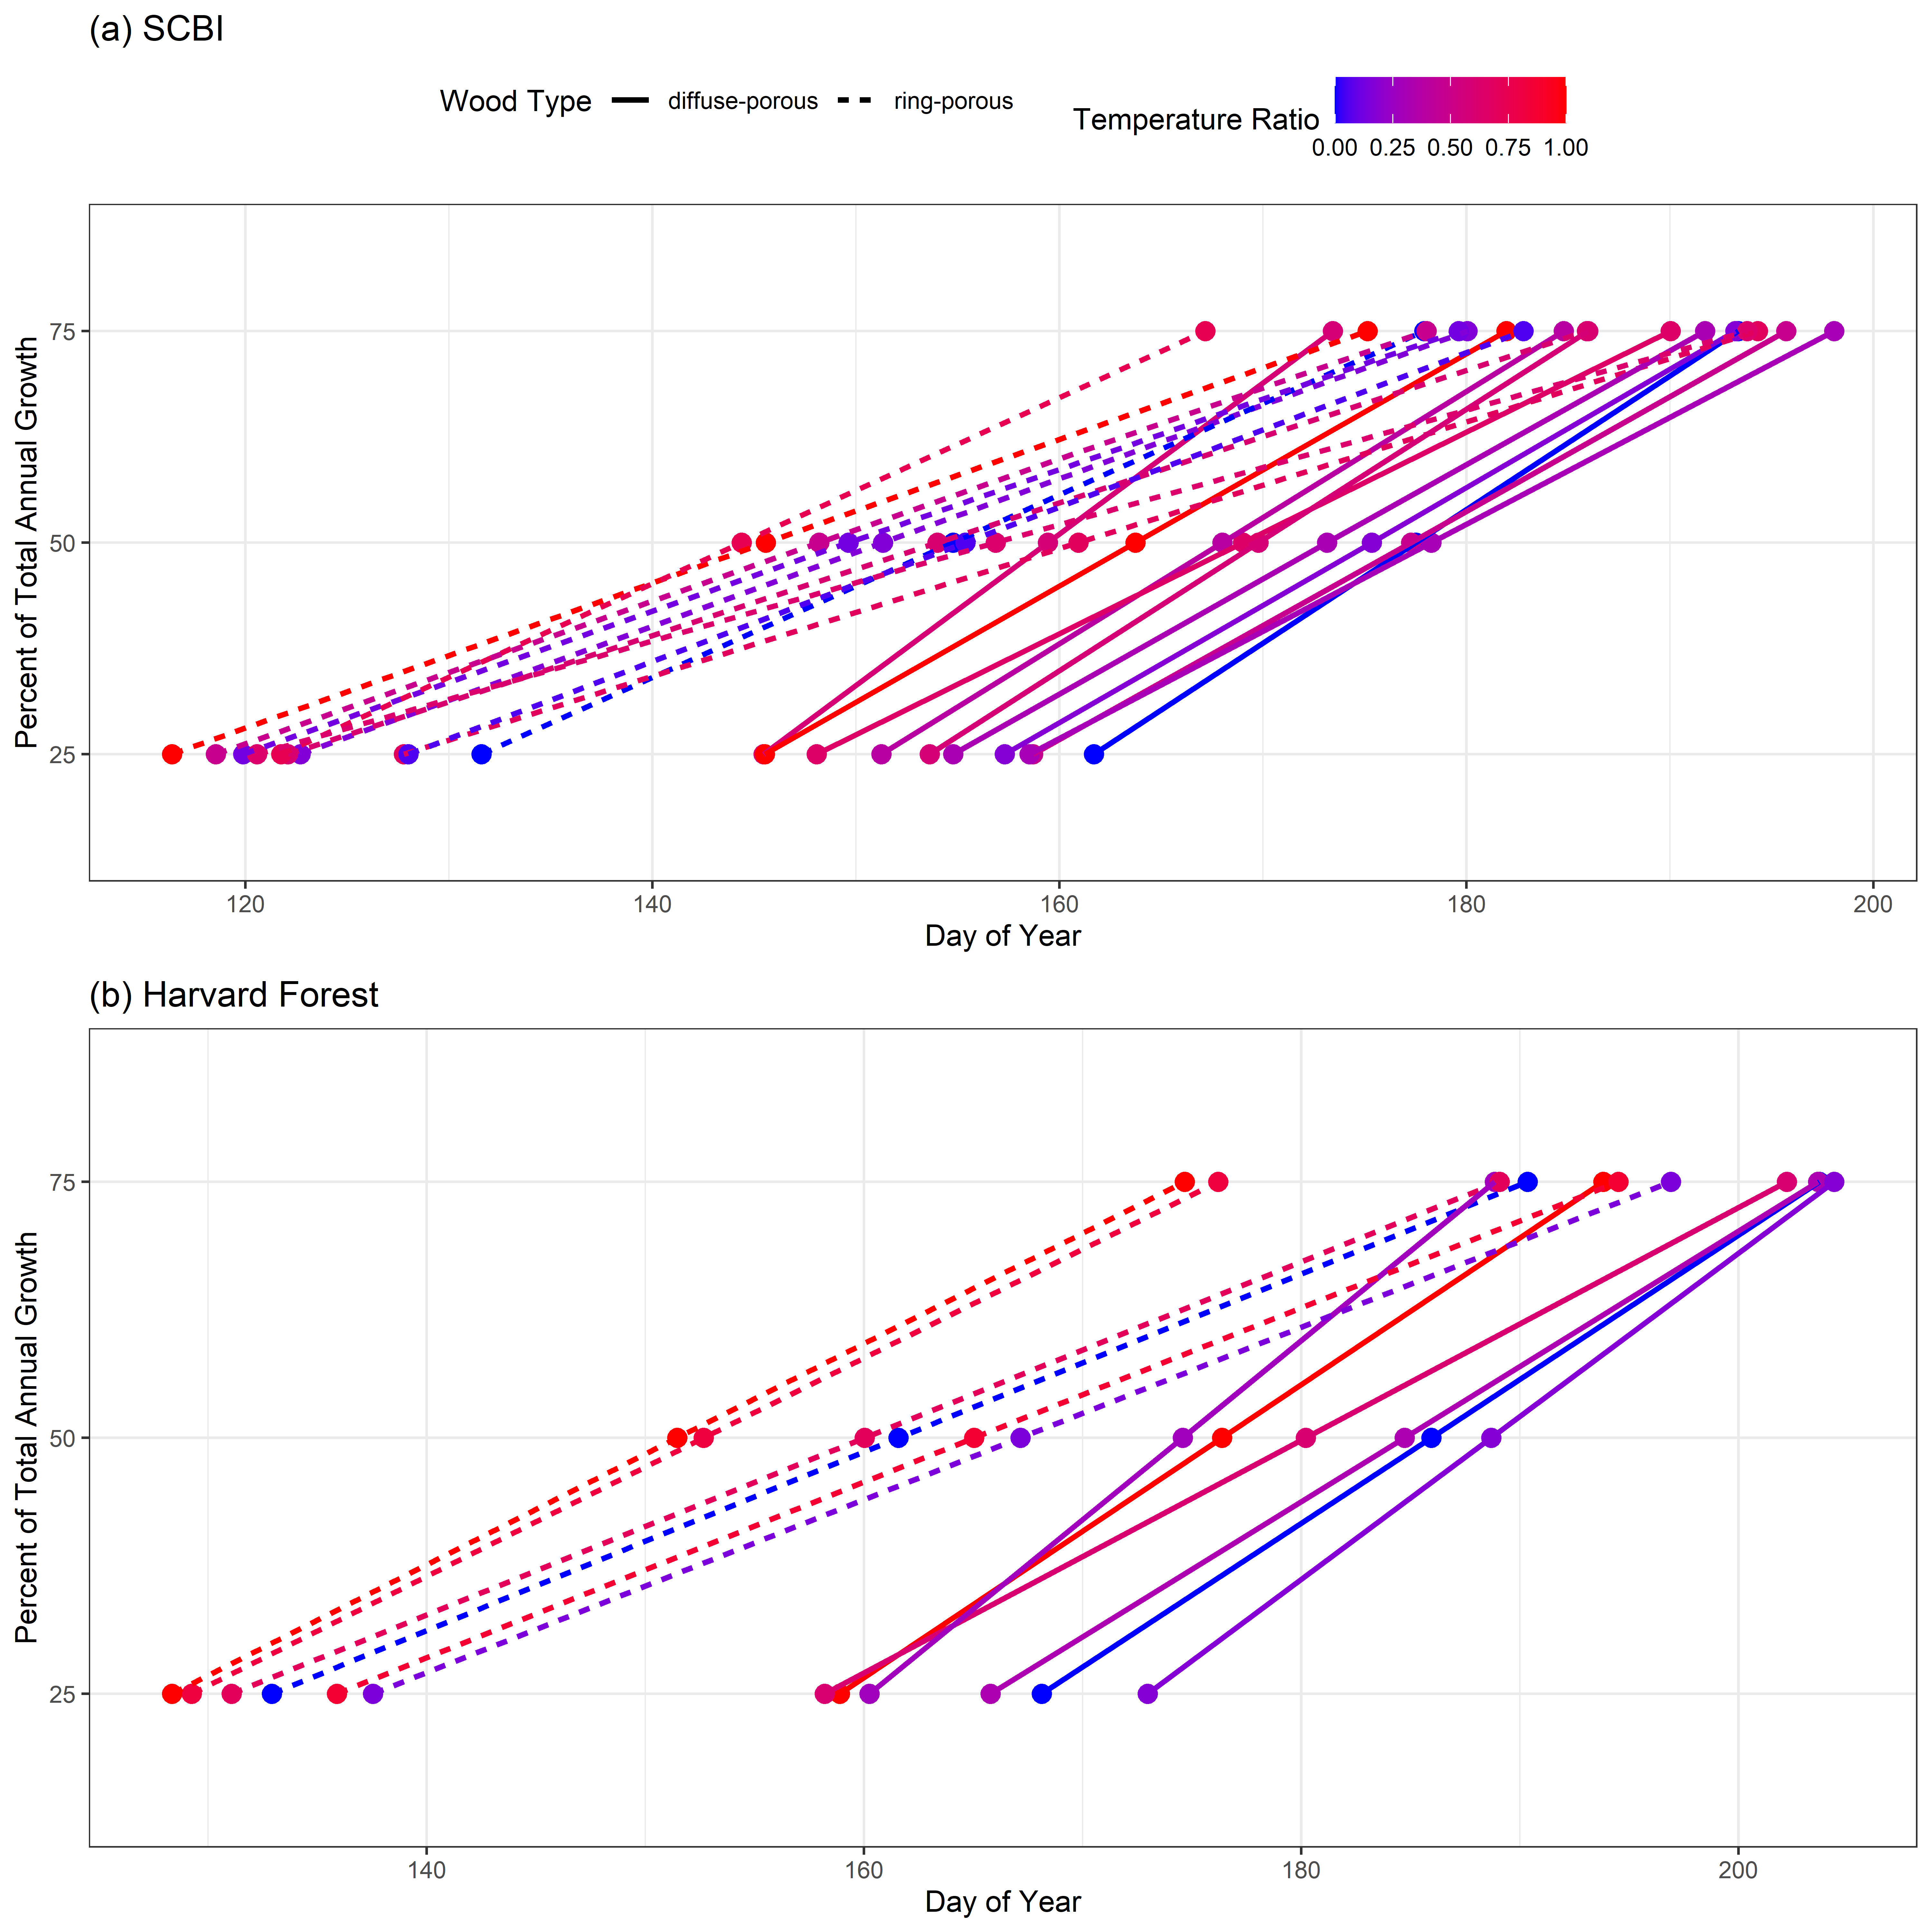 (a) SCBI
Wood Type diffuse-porous ring-porous
Temperature Ratio
0.00 0.25 0.50 0.75 1.00
Percent of Total Annual Growth
75
50
25
120 140 160 180 200
Day of Year
(b) Harvard Forest
Percent of Total Annual Growth
75
50
25
140 160 180 200
Day of Year